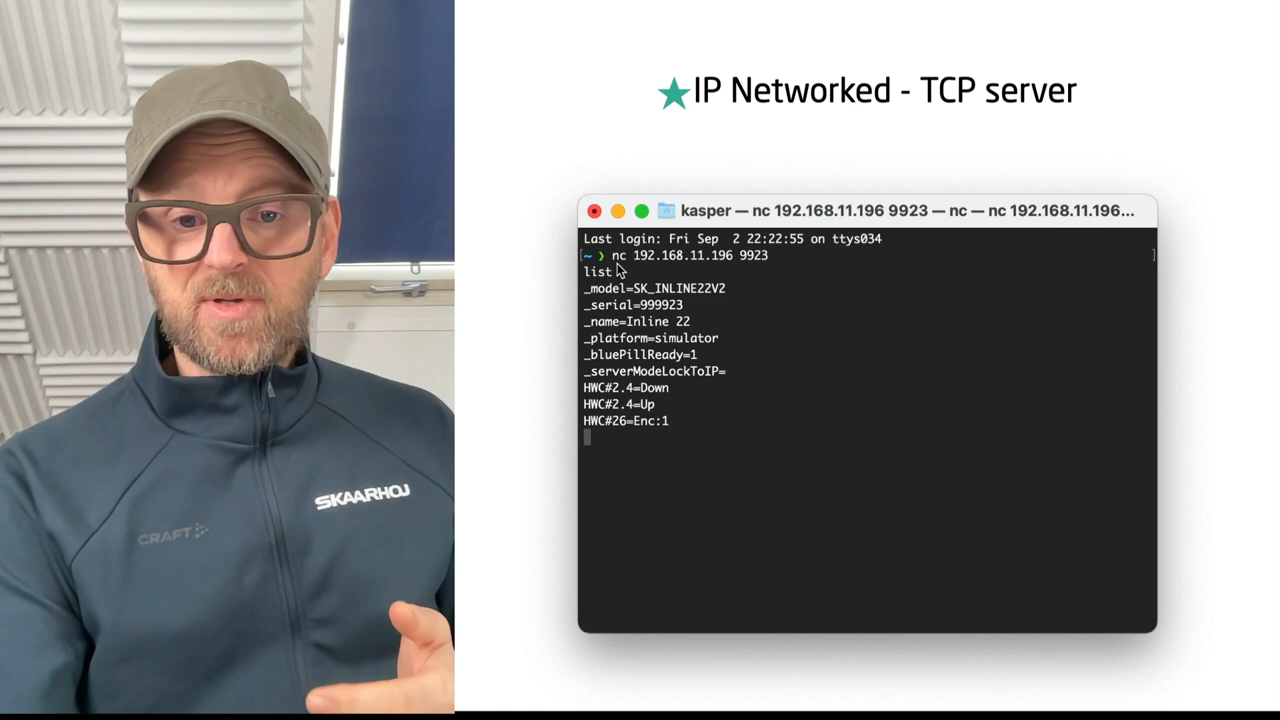 IP Networked - TCP server
kasper — nc 192.168.11.196 9923 — nc — nc 192.168.11.196...
Last login: Fri Sep  2 22:22:55 on ttys034
[~ ❯ nc 192.168.11.196 9923 ]
list
_model=SK_INLINE22V2
_serial=999923
_name=Inline 22
_platform=simulator
_bluePillReady=1
_serverModeLockToIP=
HWC#2.4=Down
HWC#2.4=Up
HWC#26=Enc:1
SKAARHOJ
CRAFT